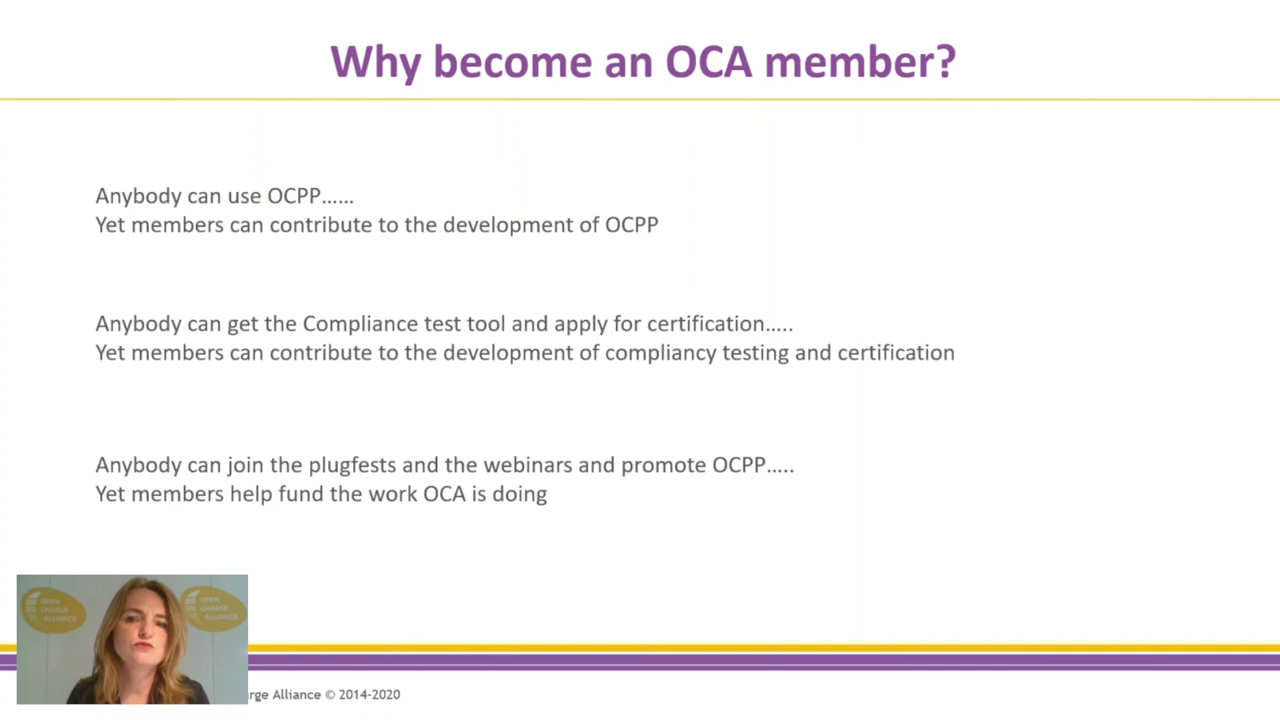 Why become an OCA member?
Anybody can use OCPP......
Yet members can contribute to the development of OCPP
Anybody can get the Compliance test tool and apply for certification.....
Yet members can contribute to the development of compliancy testing and certification
Anybody can join the plugfests and the webinars and promote OCPP.....
Yet members help fund the work OCA is doing
OPEN
CHARGE
ALLIANCE
OPEN
CHARGE
ALLIANCE
rge Alliance © 2014-2020